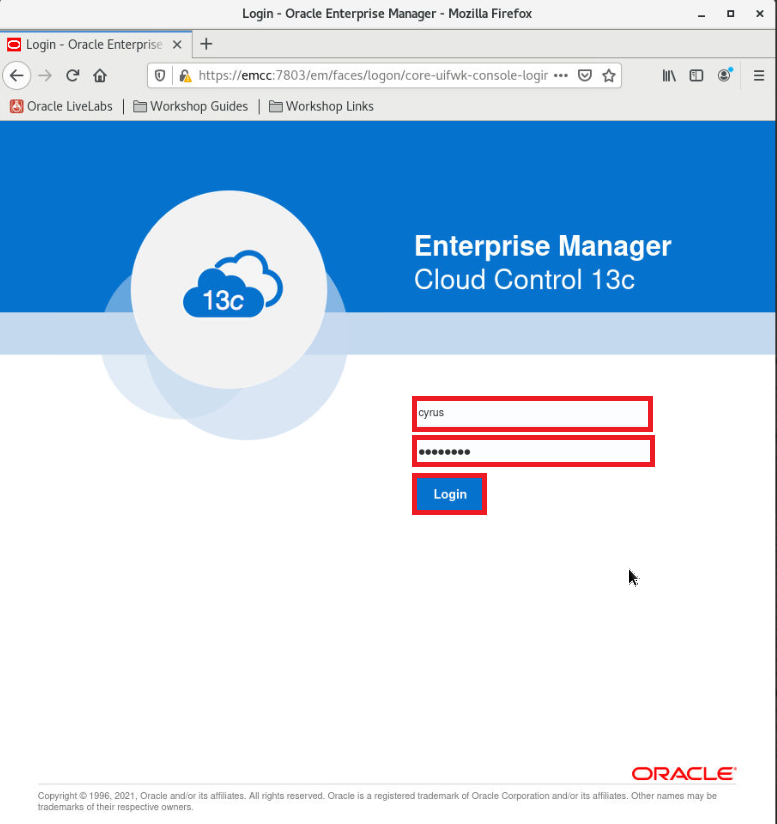 Login - Oracle Enterprise Manager - Mozilla Firefox
Login - Oracle Enterprise
https://emcc:7803/em/faces/logon/core-uifwk-console-logir
Oracle LiveLabs | Workshop Guides | Workshop Links
13c
Enterprise Manager
Cloud Control 13c
cyrus
••••••••
Login
ORACLE®
Copyright © 1996, 2021, Oracle and/or its affiliates. All rights reserved. Oracle is a registered trademark of Oracle Corporation and/or its affiliates. Other names may be
trademarks of their respective owners.